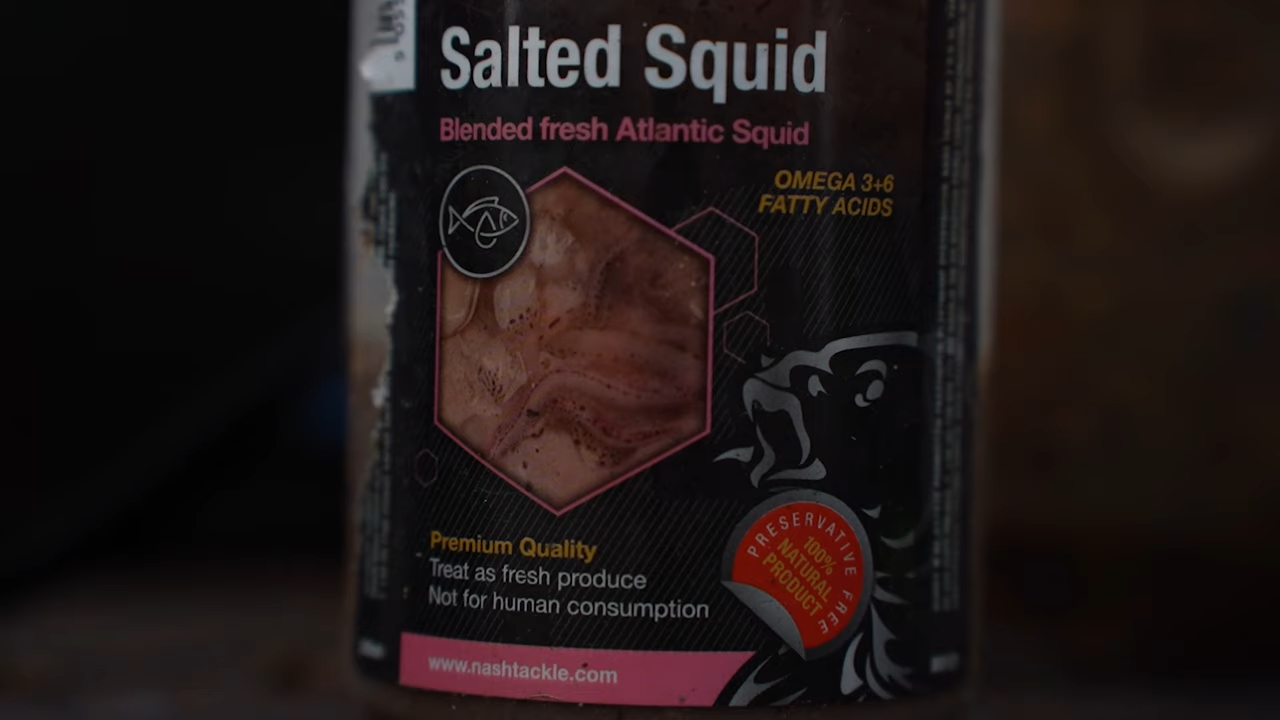 Salted Squid
Blended fresh Atlantic Squid
OMEGA 3+6
FATTY ACIDS
Premium Quality
Treat as fresh produce
Not for human consumption
PRESERVATIVE FREE
100%
NATURAL
PRODUCT
www.nashtackle.com